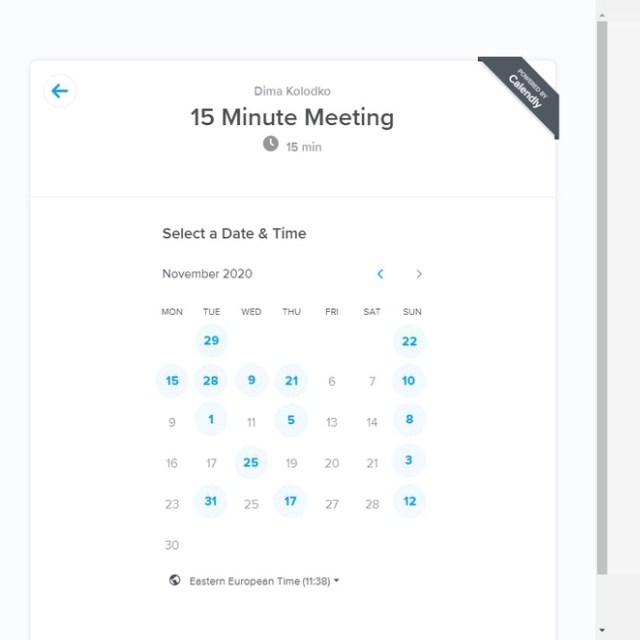 POWERED BY
Calendly
Dima Kolodko
15 Minute Meeting
15 min
Select a Date & Time
November 2020
MON TUE WED THU FRI SAT SUN
29 22
15 28 9 21 6 7 10
9 1 11 5 13 14 8
16 17 25 19 20 21 3
23 31 25 17 27 28 12
30
Eastern European Time (11:38)